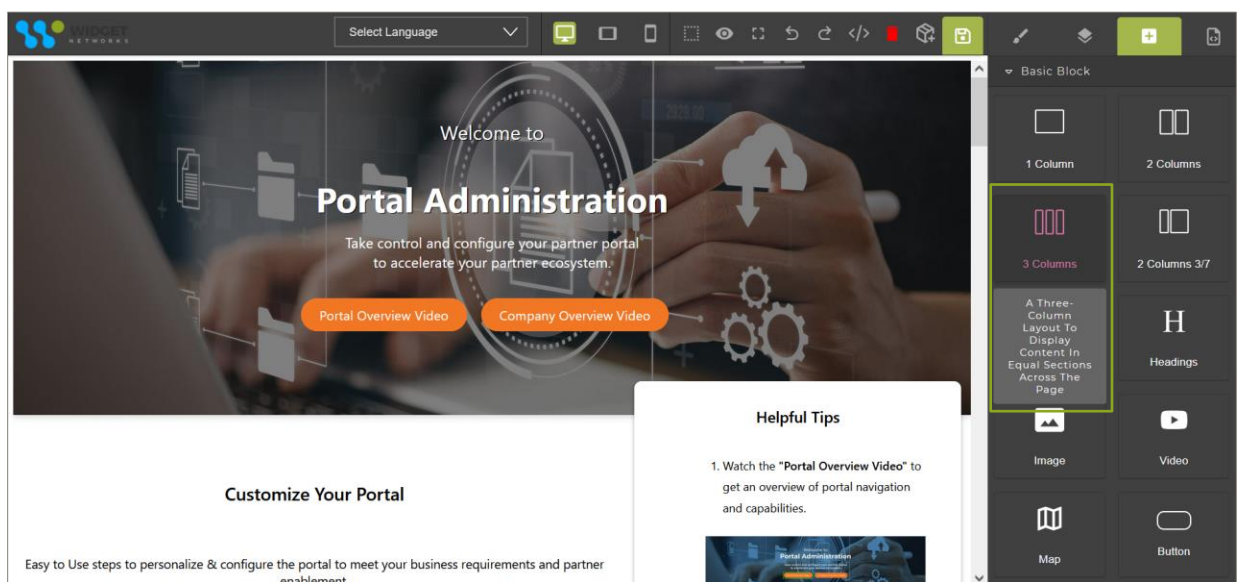 WIDGET
NETWORKS
Select Language
</>
Basic Block
1 Column
2 Columns
3 Columns
2 Columns 3/7
A Three-
Column
Layout To
Display
Content In
Equal Sections
Across The
Page
H
Headings
Image
Video
Map
Button
Welcome to
Portal Administration
Take control and configure your partner portal
to accelerate your partner ecosystem.
Portal Overview Video
Company Overview Video
Helpful Tips
1. Watch the "Portal Overview Video" to
get an overview of portal navigation
and capabilities.
Portal Administration
Customize Your Portal
Easy to Use steps to personalize & configure the portal to meet your business requirements and partner
enablement